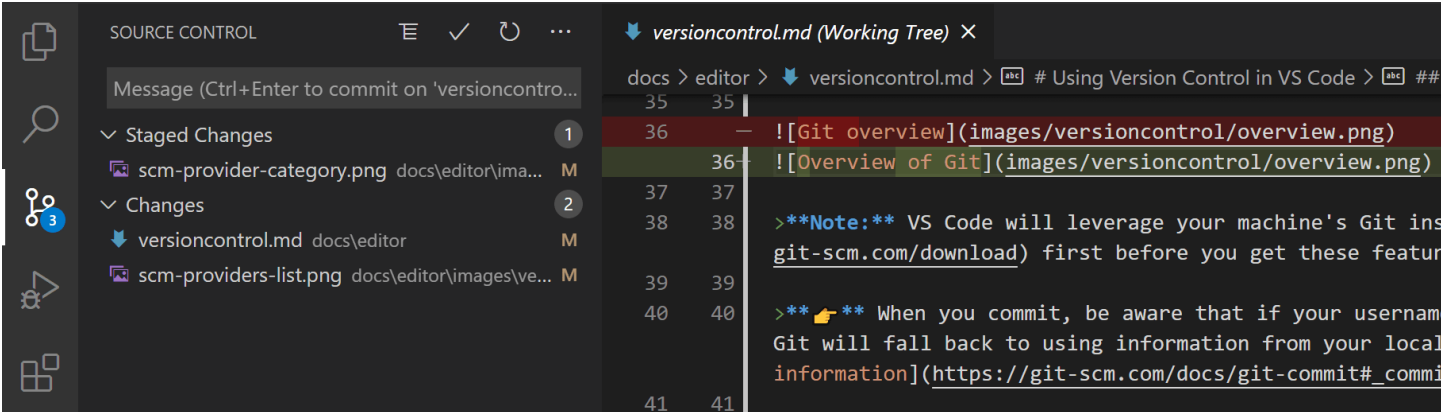 SOURCE CONTROL
Message (Ctrl+Enter to commit on 'versioncontro...
Staged Changes 1
scm-provider-category.png docs\editor\ima... M
Changes 2
versioncontrol.md docs\editor M
scm-providers-list.png docs\editor\images\ve... M
3
versioncontrol.md (Working Tree)
docs > editor > versioncontrol.md > abc # Using Version Control in VS Code > abc ##
35 35
36 — ![Git overview](images/versioncontrol/overview.png)
36+ ![Overview of Git](images/versioncontrol/overview.png)
37 37
38 38 >**Note:** VS Code will leverage your machine's Git ins
git-scm.com/download) first before you get these featur
39 39
40 40 >**👉** When you commit, be aware that if your usernam
Git will fall back to using information from your local
information](https://git-scm.com/docs/git-commit#_commi
41 41